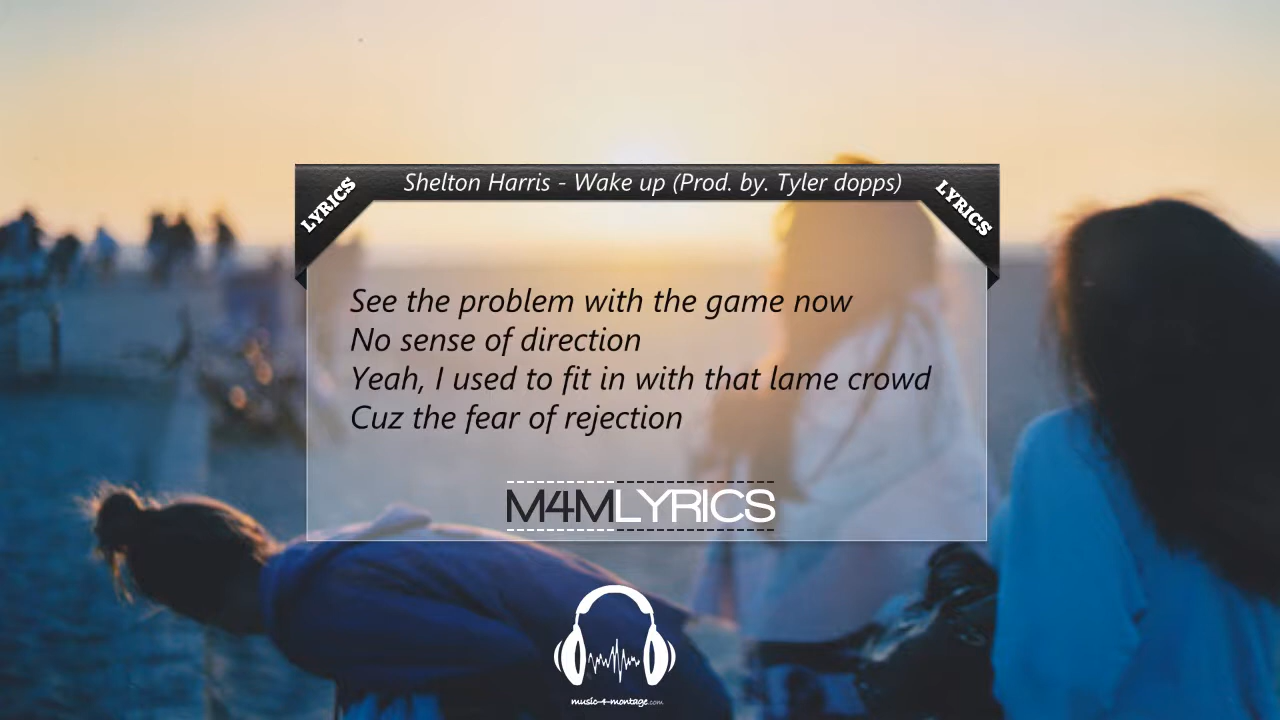 Shelton Harris - Wake up (Prod. by. Tyler dopps)
LYRICS
LYRICS
See the problem with the game now
No sense of direction
Yeah, I used to fit in with that lame crowd
Cuz the fear of rejection
M4MLYRICS
music-4-montage.com